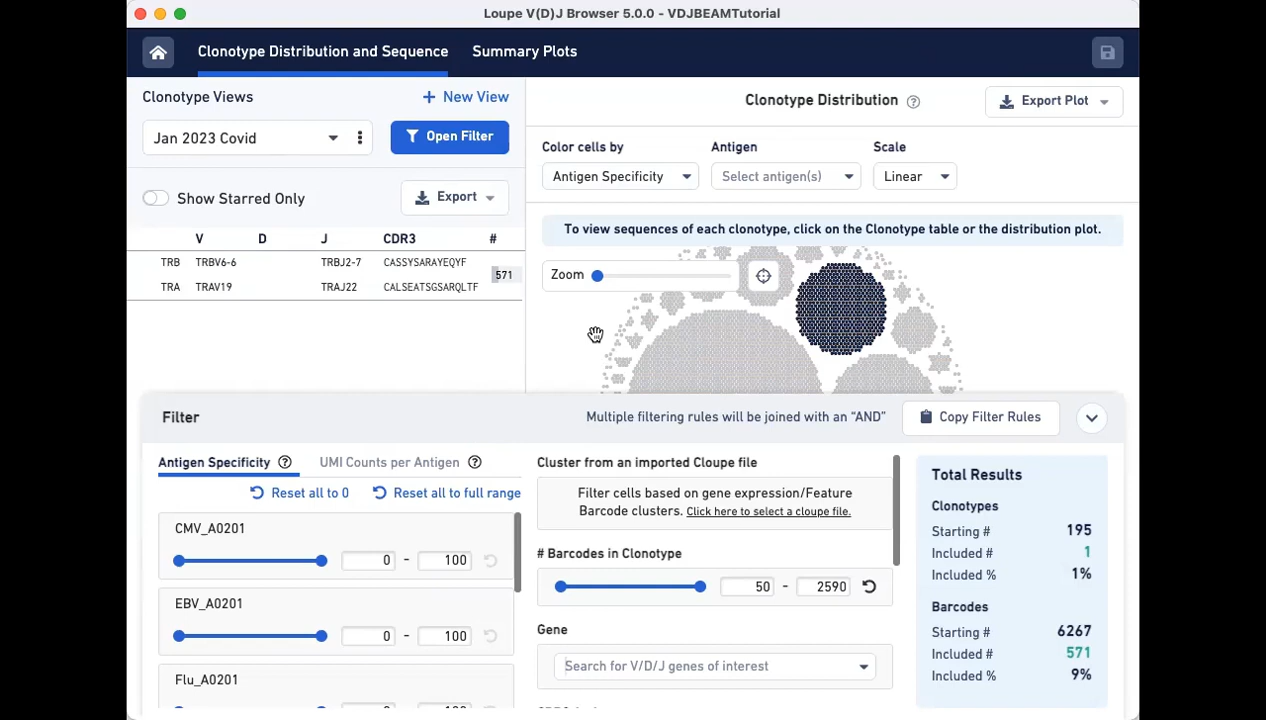 Loupe V(D)J Browser 5.0.0 - VDJBEAMTutorial
Clonotype Distribution and Sequence
Summary Plots
Clonotype Views
+ New View
Jan 2023 Covid
Open Filter
Show Starred Only
Export
V D J CDR3 #
TRB TRBV6-6 TRBJ2-7 CASSYSARAYEQYF
571
TRA TRAV19 TRAJ22 CALSEATSGSARQLTF
Clonotype Distribution ?
Export Plot
Color cells by
Antigen Specificity
Antigen
Select antigen(s)
Scale
Linear
To view sequences of each clonotype, click on the Clonotype table or the distribution plot.
Zoom
Filter
Multiple filtering rules will be joined with an “AND”
Copy Filter Rules
Antigen Specificity ?
UMI Counts per Antigen ?
Reset all to 0
Reset all to full range
CMV_A0201
0 - 100
EBV_A0201
0 - 100
Flu_A0201
Cluster from an imported Cloupe file
Filter cells based on gene expression/Feature
Barcode clusters. Click here to select a cloupe file.
# Barcodes in Clonotype
50 - 2590
Gene
Search for V/D/J genes of interest
Total Results
Clonotypes
Starting # 195
Included # 1
Included % 1%
Barcodes
Starting # 6267
Included # 571
Included % 9%